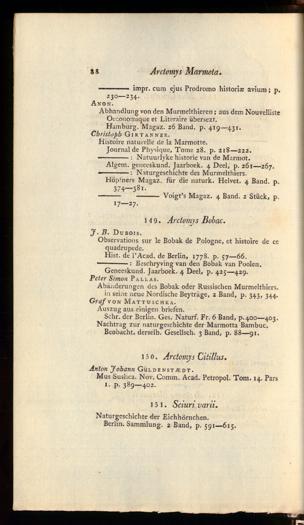 88 Arctomys Marmota.
——— impr. cum ejus Prodromo historiæ avium; p.
230—234.
ANON.
Abhandlung von den Murmelthieren; aus dem Nouvelliste
Oeconomique et Literaire übersezt.
Hamburg. Magaz. 26 Band. p. 419—431.
Christoph GIRTANNER.
Histoire naturelle de la Marmotte.
Journal de Physique, Tome 28. p. 218—222.
———: Natuurlyke historie van de Marmot.
Algem. geneeskund. Jaarboek. 4 Deel, p. 261—267.
———: Naturgeschichte des Murmelthiers.
Höpfners Magaz. für die naturk. Helvet. 4 Band. p.
374—381.
——— ——— Voigt's Magaz. 4 Band. 2 Stück, p.
17—27.
149. Arctomys Bobac.
J. B. DUBOIS.
Observations sur le Bobak de Pologne, et histoire de ce
quadrupede.
Hist. de l'Acad. de Berlin, 1778. p. 57—66.
———: Beschryving van den Bobak van Poolen.
Geneeskund. Jaarboek. 4 Deel, p. 425—429.
Peter Simon PALLAS.
Abänderungen des Bobak oder Russischen Murmelthiers.
in seine neue Nordische Beyträge, 2 Band, p. 343, 344.
Graf von MATTUSCHKA.
Auszug aus einigen briefen.
Schr. der Berlin. Ges. Naturf. Fr. 6 Band, p. 400—403.
Nachtrag zur naturgeschichte der Marmotta Bambuc.
Beobacht. derselb. Gesellsch. 3 Band, p. 88—91.
150. Arctomys Citillus.
Anton Johann GÜLDENSTÆDT.
Mus Suslica. Nov. Comm. Acad. Petropol. Tom. 14. Pars
1. p. 389—402.
151. Sciuri varii.
Naturgeschichte der Eichhörnchen.
Berlin. Sammlung. 2 Band, p. 591—615.